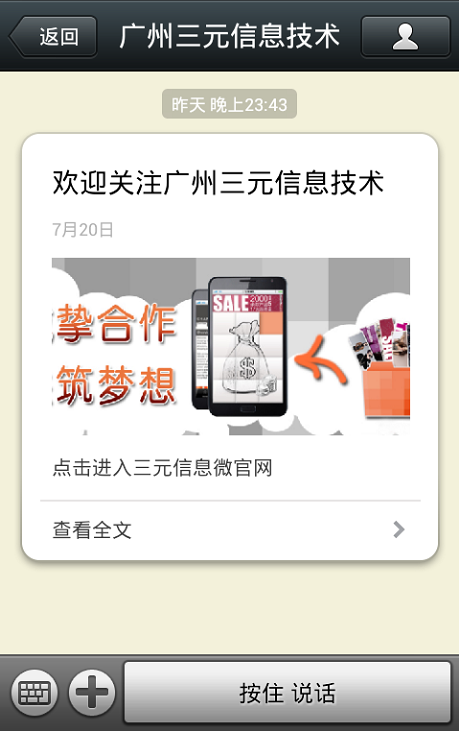 返回
广州三元信息技术
昨天 晚上23:43
欢迎关注广州三元信息技术
7月20日
挚合作
筑梦想
SALE
$
点击进入三元信息微官网
查看全文
按住 说话